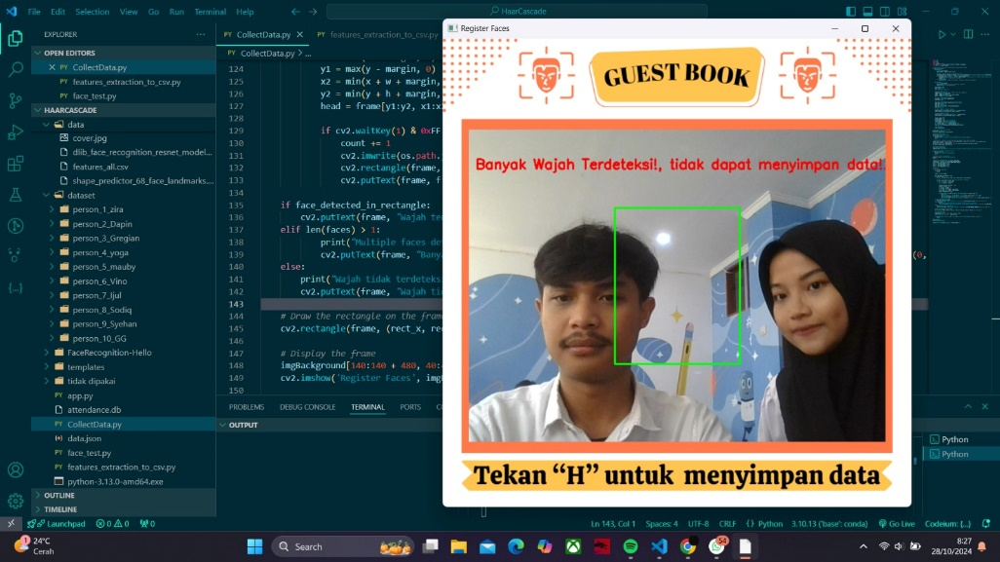 File Edit Selection View Go Run Terminal Help
HaarCascade
EXPLORER
OPEN EDITORS
CollectData.py
features_extraction_to_csv.py
face_test.py
HAARCASCADE
data
cover.jpg
dlib_face_recognition_resnet_model...
features_all.csv
shape_predictor_68_face_landmarks....
dataset
person_1_zira
person_2_Dapin
person_3_Gregian
person_4_yoga
person_5_mauby
person_6_Vino
person_7_Ijul
person_8_Sodiq
person_9_Syehan
person_10_GG
FaceRecognition-Hello
templates
tidak dipakai
app.py
attendance.db
CollectData.py
data.json
face_test.py
features_extraction_to_csv.py
python-3.13.0-amd64.exe
OUTLINE
TIMELINE
CollectData.py
features_extraction_to_csv.py
CollectData.py > ...
124 y1 = max(y - margin, 0)
125 x2 = min(x + w + margin,
126 y2 = min(y + h + margin,
127 head = frame[y1:y2, x1:x
128
129 if cv2.waitKey(1) & 0xFF
130 count += 1
131 cv2.imwrite(os.path.
132 cv2.rectangle(frame,
133 cv2.putText(frame, f
134
135 if face_detected_in_rectangle:
136 cv2.putText(frame, "Wajah te
137 elif len(faces) > 1:
138 print("Multiple faces de
139 cv2.putText(frame, "Bany
140 else:
141 print("Wajah tidak terdeteks
142 cv2.putText(frame, "Wajah ti
143
144 # Draw the rectangle on the fram
145 cv2.rectangle(frame, (rect_x, re
146
147 # Display the frame
148 imgBackground[140:140 + 480, 40:
149 cv2.imshow('Register Faces', img
150
(0,
PROBLEMS DEBUG CONSOLE TERMINAL PORTS
OUTPUT
Python
Python
Register Faces
GUEST BOOK
Banyak Wajah Terdeteksi!, tidak dapat menyimpan data!
Tekan “H” untuk menyimpan data
Launchpad 0 0 0
Ln 143, Col 1 Spaces: 4 UTF-8 CRLF Python 3.10.13 ('base': conda) Go Live Codeium: {...}
1
24°C
Cerah
Search
54
8:27
28/10/2024